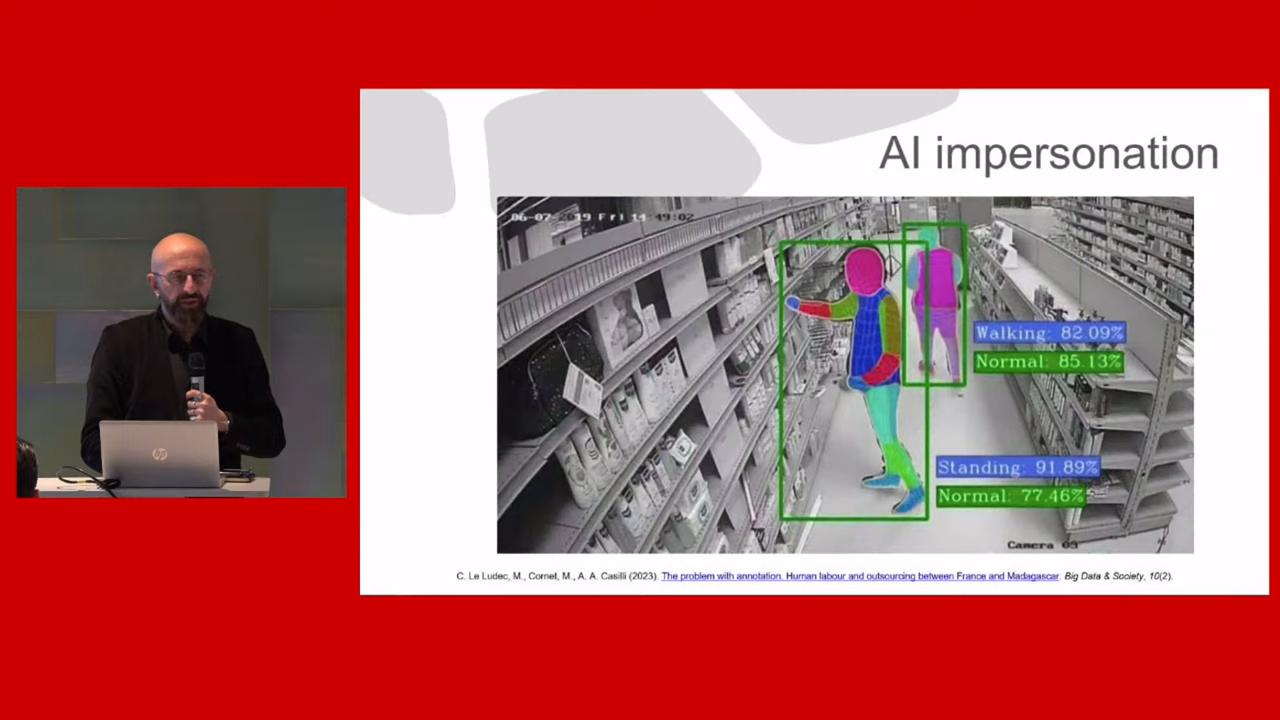 AI impersonation
06-07-2019 Fri 14:49:02
Walking: 82.09%
Normal: 85.13%
Standing: 91.89%
Normal: 77.46%
Camera 03
C. Le Ludec, M., Cornet, M., A. A. Casilli (2023). The problem with annotation. Human labour and outsourcing between France and Madagascar. Big Data & Society, 10(2).
hp